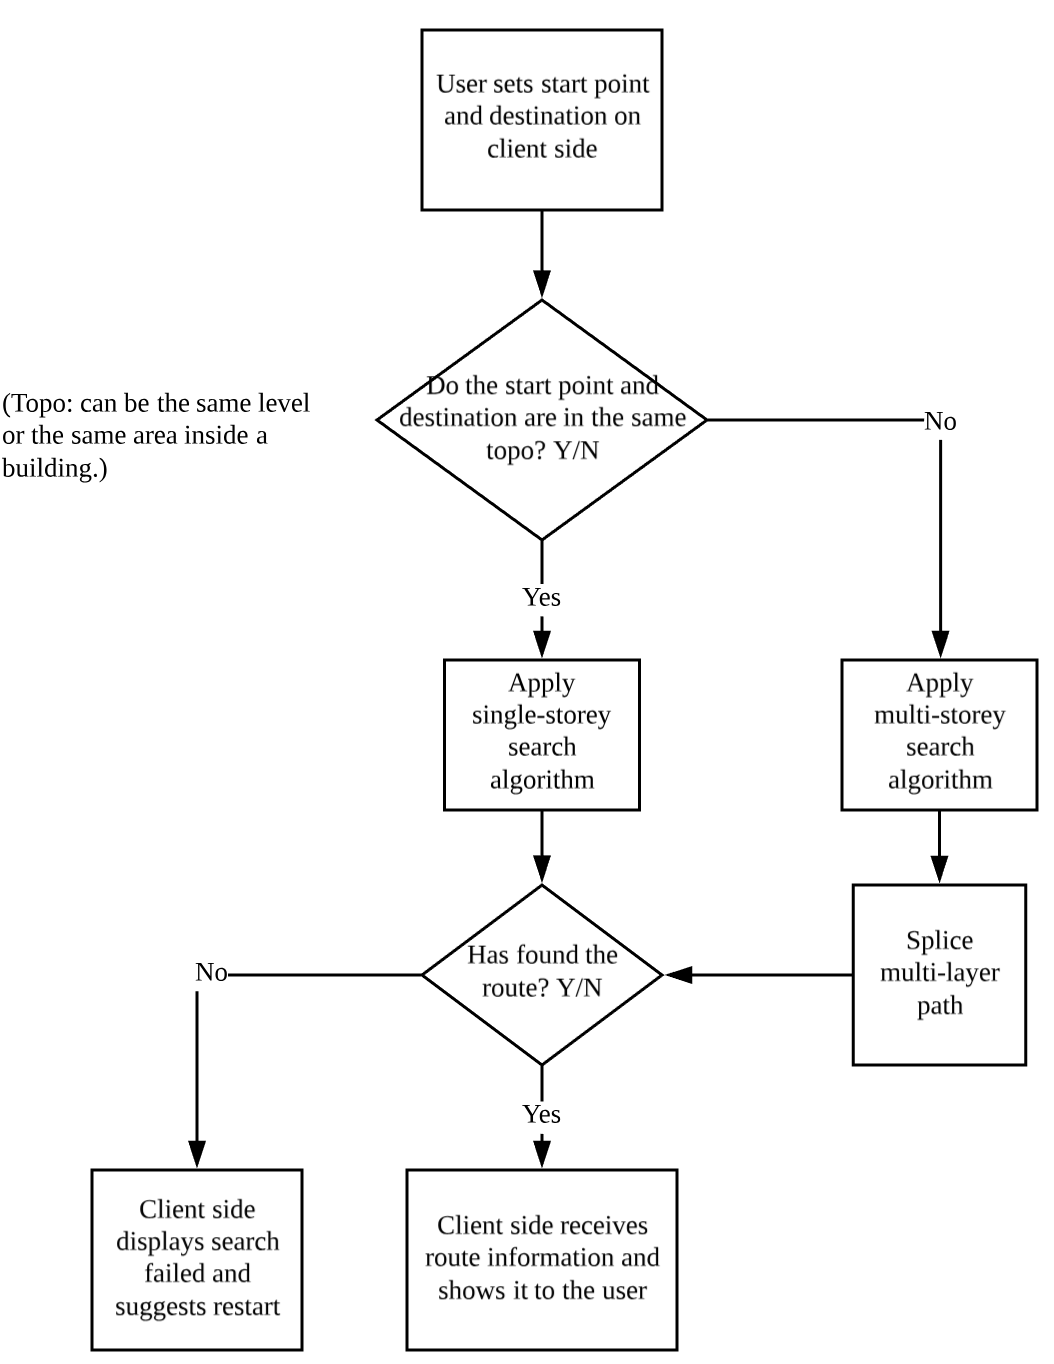 User sets start point
and destination on
client side
Do the start point and
destination are in the same
topo? Y/N
(Topo: can be the same level
or the same area inside a
building.)
No
Yes
Apply
single-storey
search
algorithm
Apply
multi-storey
search
algorithm
Has found the
route? Y/N
Splice
multi-layer
path
No
Yes
Client side
displays search
failed and
suggests restart
Client side receives
route information and
shows it to the user